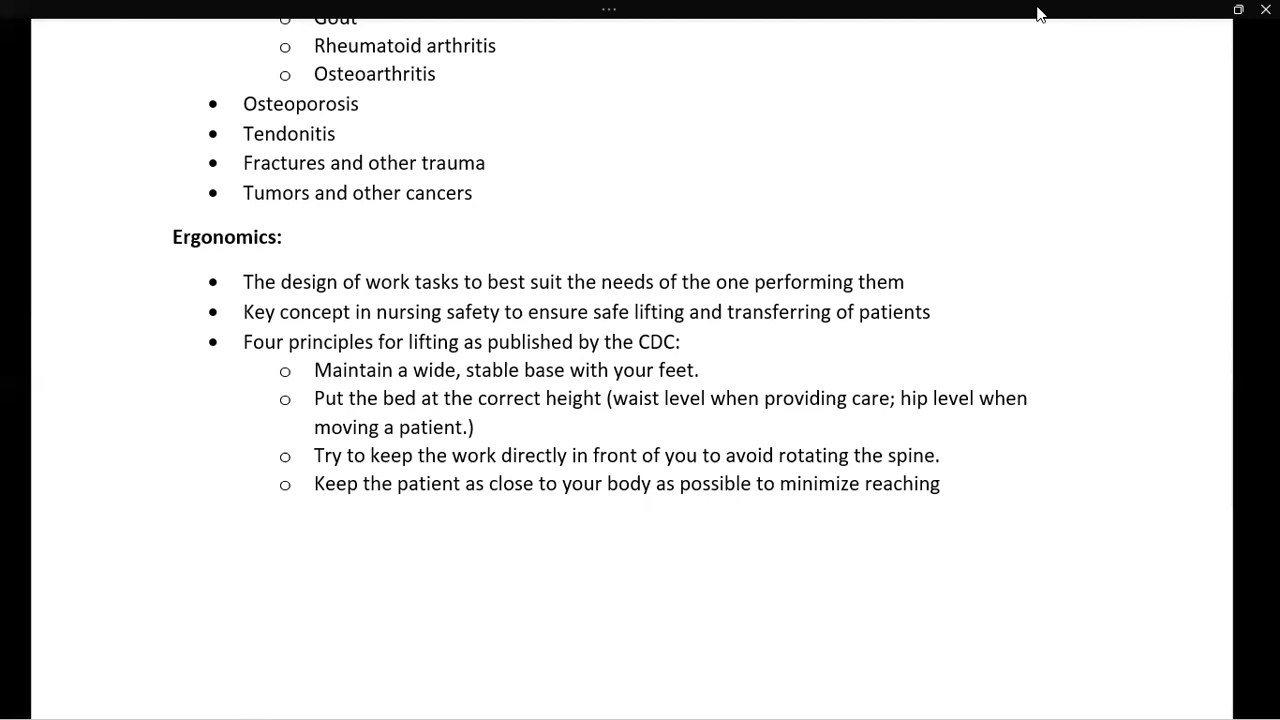 Gout
o Rheumatoid arthritis
o Osteoarthritis
• Osteoporosis
• Tendonitis
• Fractures and other trauma
• Tumors and other cancers
Ergonomics:
• The design of work tasks to best suit the needs of the one performing them
• Key concept in nursing safety to ensure safe lifting and transferring of patients
• Four principles for lifting as published by the CDC:
o Maintain a wide, stable base with your feet.
o Put the bed at the correct height (waist level when providing care; hip level when
moving a patient.)
o Try to keep the work directly in front of you to avoid rotating the spine.
o Keep the patient as close to your body as possible to minimize reaching